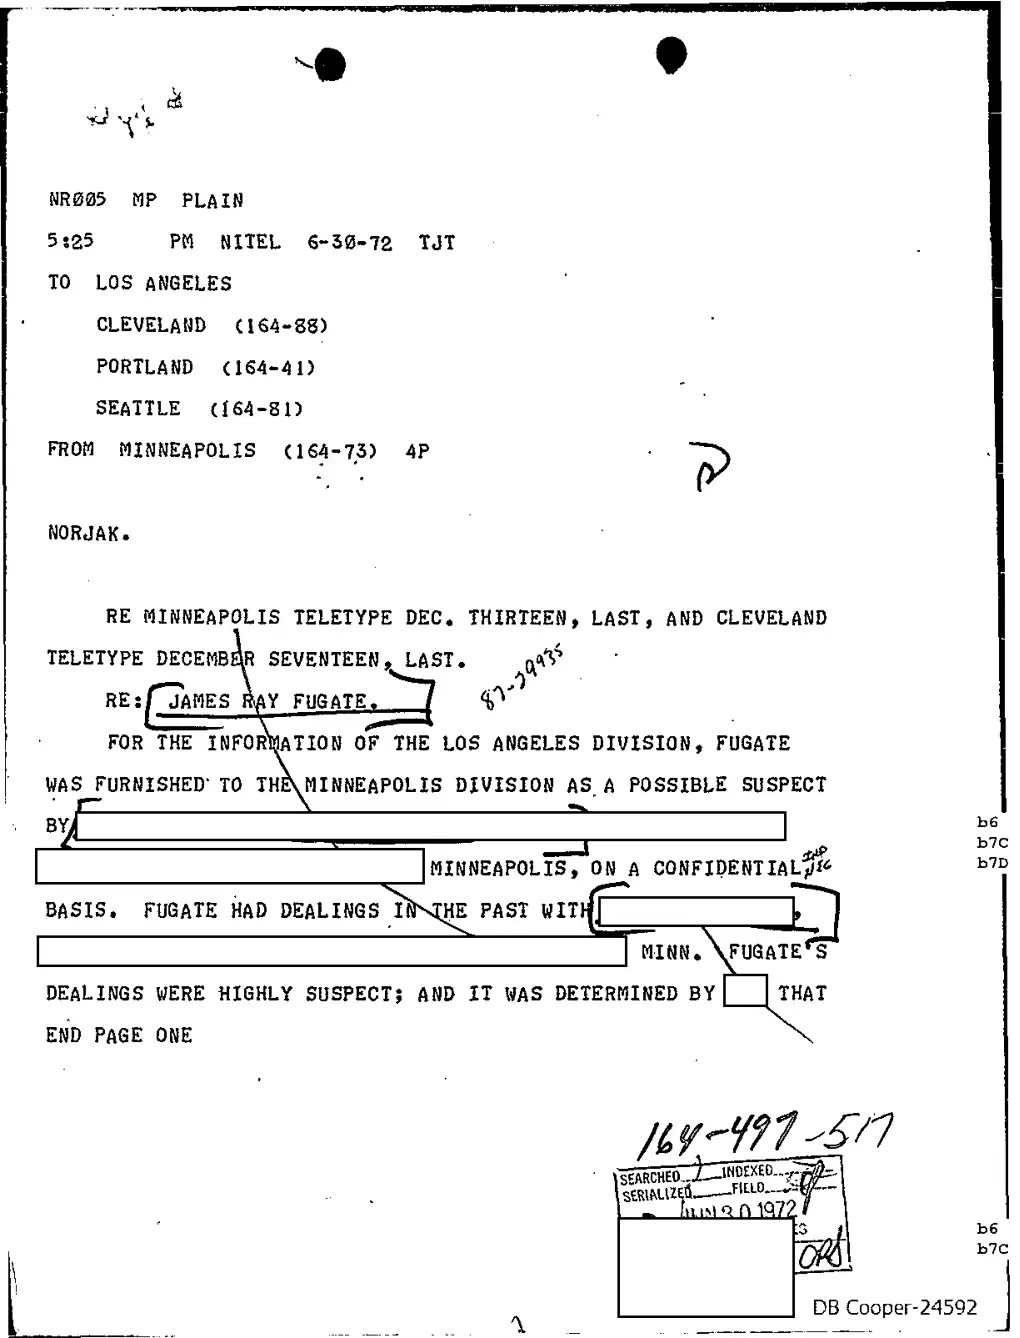 NR005 MP PLAIN
5:25 PM NITEL 6-30-72 TJT
TO LOS ANGELES
CLEVELAND (164-88)
PORTLAND (164-41)
SEATTLE (164-81)
FROM MINNEAPOLIS (164-73) 4P
NORJAK.
RE MINNEAPOLIS TELETYPE DEC. THIRTEEN, LAST, AND CLEVELAND
TELETYPE DECEMBER SEVENTEEN, LAST.
87-29935
RE: JAMES RAY FUGATE.
FOR THE INFORMATION OF THE LOS ANGELES DIVISION, FUGATE
WAS FURNISHED TO THE MINNEAPOLIS DIVISION AS A POSSIBLE SUSPECT
BY
b6
b7C
b7D
MINNEAPOLIS, ON A CONFIDENTIAL
BASIS. FUGATE HAD DEALINGS IN THE PAST WITH ,
MINN. FUGATE'S
DEALINGS WERE HIGHLY SUSPECT; AND IT WAS DETERMINED BY THAT
END PAGE ONE
164-497-517
SEARCHED INDEXED
SERIALIZED FILED
JUN 30 1972
b6
b7C
DB Cooper-24592